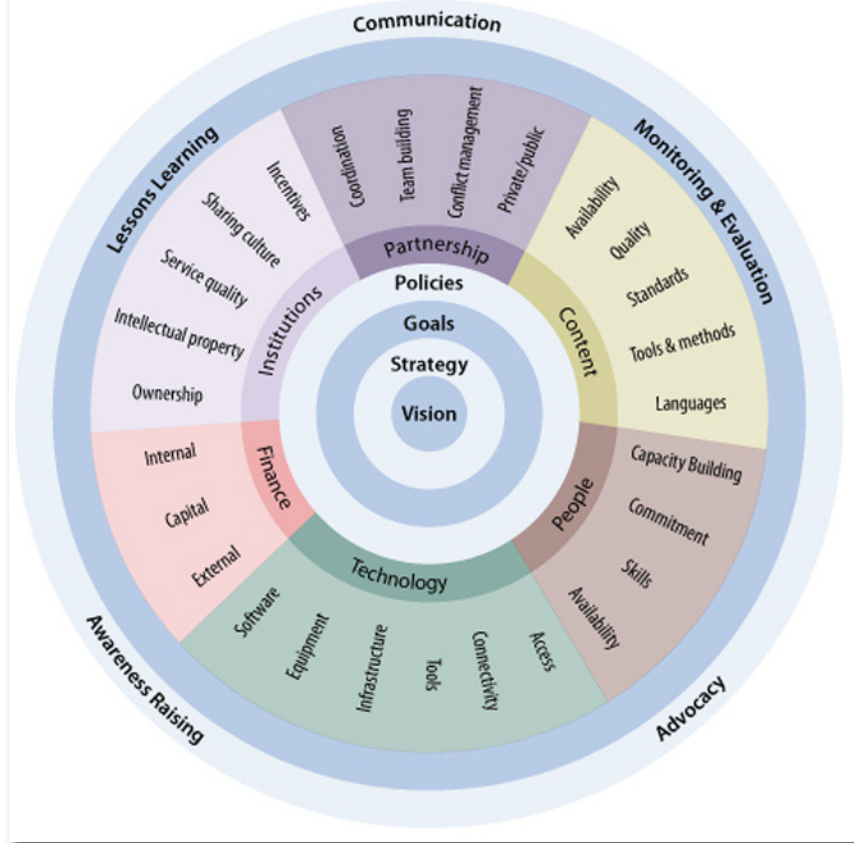 Communication
Monitoring & Evaluation
Advocacy
Awareness Raising
Lessons Learning
Partnership
Coordination
Team building
Conflict management
Private/public
Content
Availability
Quality
Standards
Tools & methods
Languages
People
Capacity Building
Commitment
Skills
Availability
Technology
Access
Connectivity
Tools
Infrastructure
Equipment
Software
Finance
External
Capital
Internal
Institutions
Ownership
Intellectual property
Service quality
Sharing culture
Incentives
Policies
Goals
Strategy
Vision